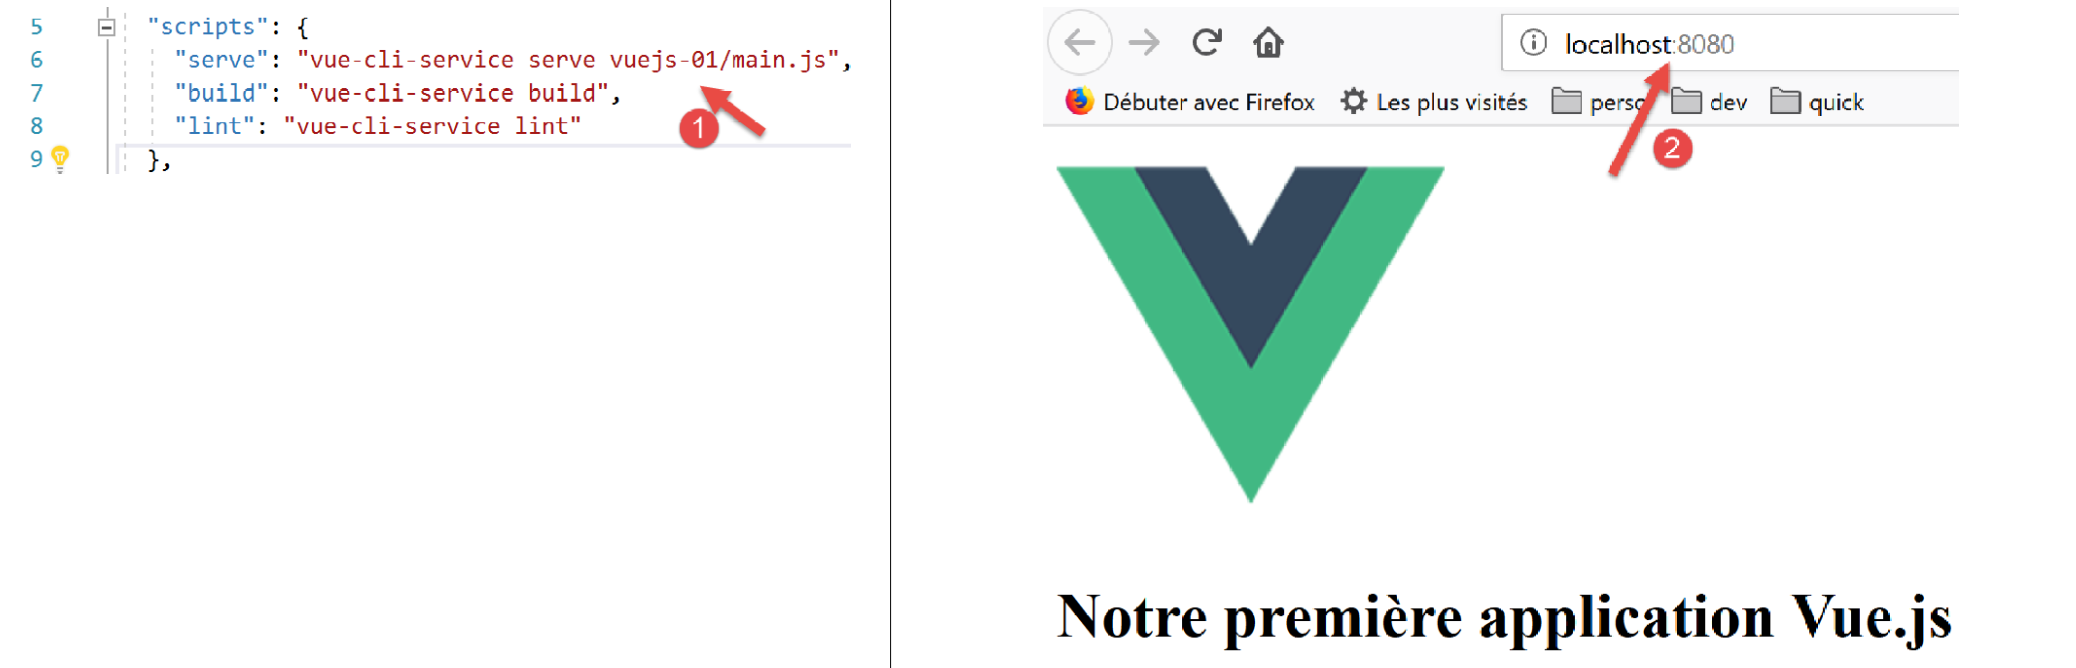 5 "scripts": {
6 "serve": "vue-cli-service serve vuejs-01/main.js",
7 "build": "vue-cli-service build",
8 "lint": "vue-cli-service lint"
9 },
1
localhost:8080
Débuter avec Firefox Les plus visités perso dev quick
2
Notre première application Vue.js